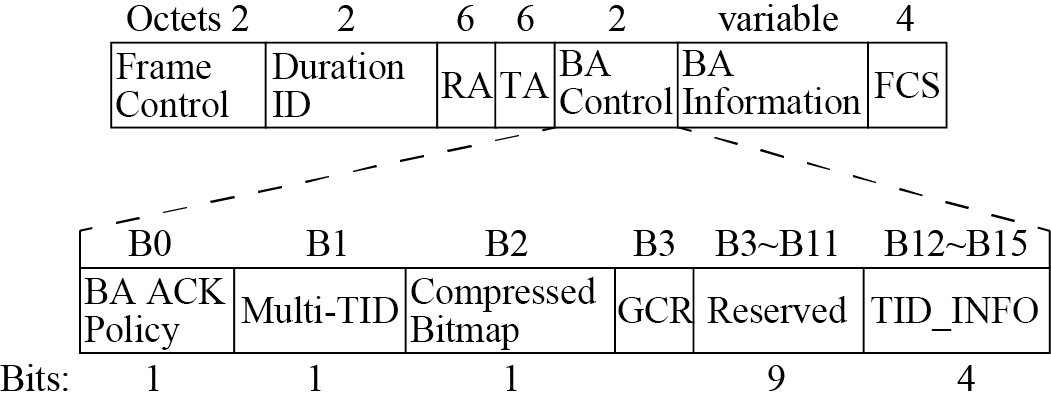 Octets 2 2 6 6 2 variable 4
Frame Control Duration ID RA TA BA Control BA Information FCS
B0 B1 B2 B3 B3~B11 B12~B15
BA ACK Policy Multi-TID Compressed Bitmap GCR Reserved TID_INFO
Bits: 1 1 1 9 4